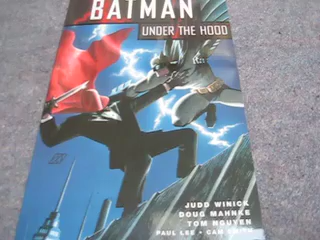 BATMAN
UNDER THE HOOD
JUDD WINICK
DOUG MAHNKE
TOM NGUYEN
PAUL LEE • CAM SMITH